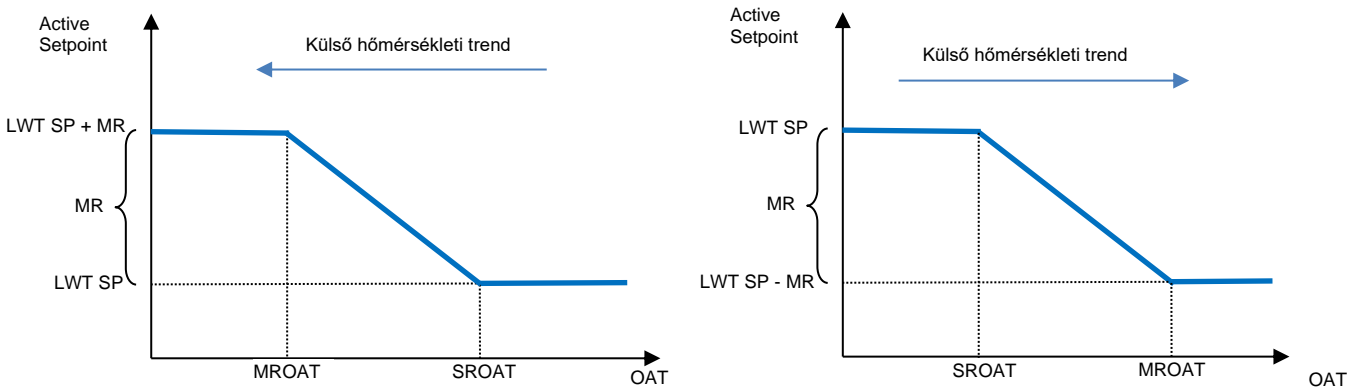 Active
Setpoint
Külső hőmérsékleti trend
LWT SP + MR
MR
LWT SP
MROAT
SROAT
OAT
Active
Setpoint
Külső hőmérsékleti trend
LWT SP
MR
LWT SP - MR
SROAT
MROAT
OAT